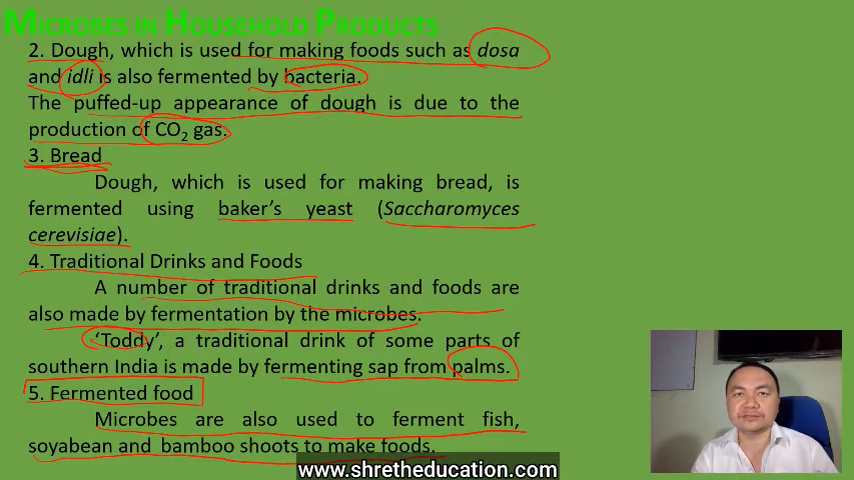 MICROBES IN HOUSEHOLD PRODUCTS
2. Dough, which is used for making foods such as dosa
and idli is also fermented by bacteria.
The puffed-up appearance of dough is due to the
production of CO₂ gas.
3. Bread
Dough, which is used for making bread, is
fermented using baker’s yeast (Saccharomyces
cerevisiae).
4. Traditional Drinks and Foods
A number of traditional drinks and foods are
also made by fermentation by the microbes.
‘Toddy’, a traditional drink of some parts of
southern India is made by fermenting sap from palms.
5. Fermented food
Microbes are also used to ferment fish,
soyabean and bamboo shoots to make foods.
www.shretheducation.com